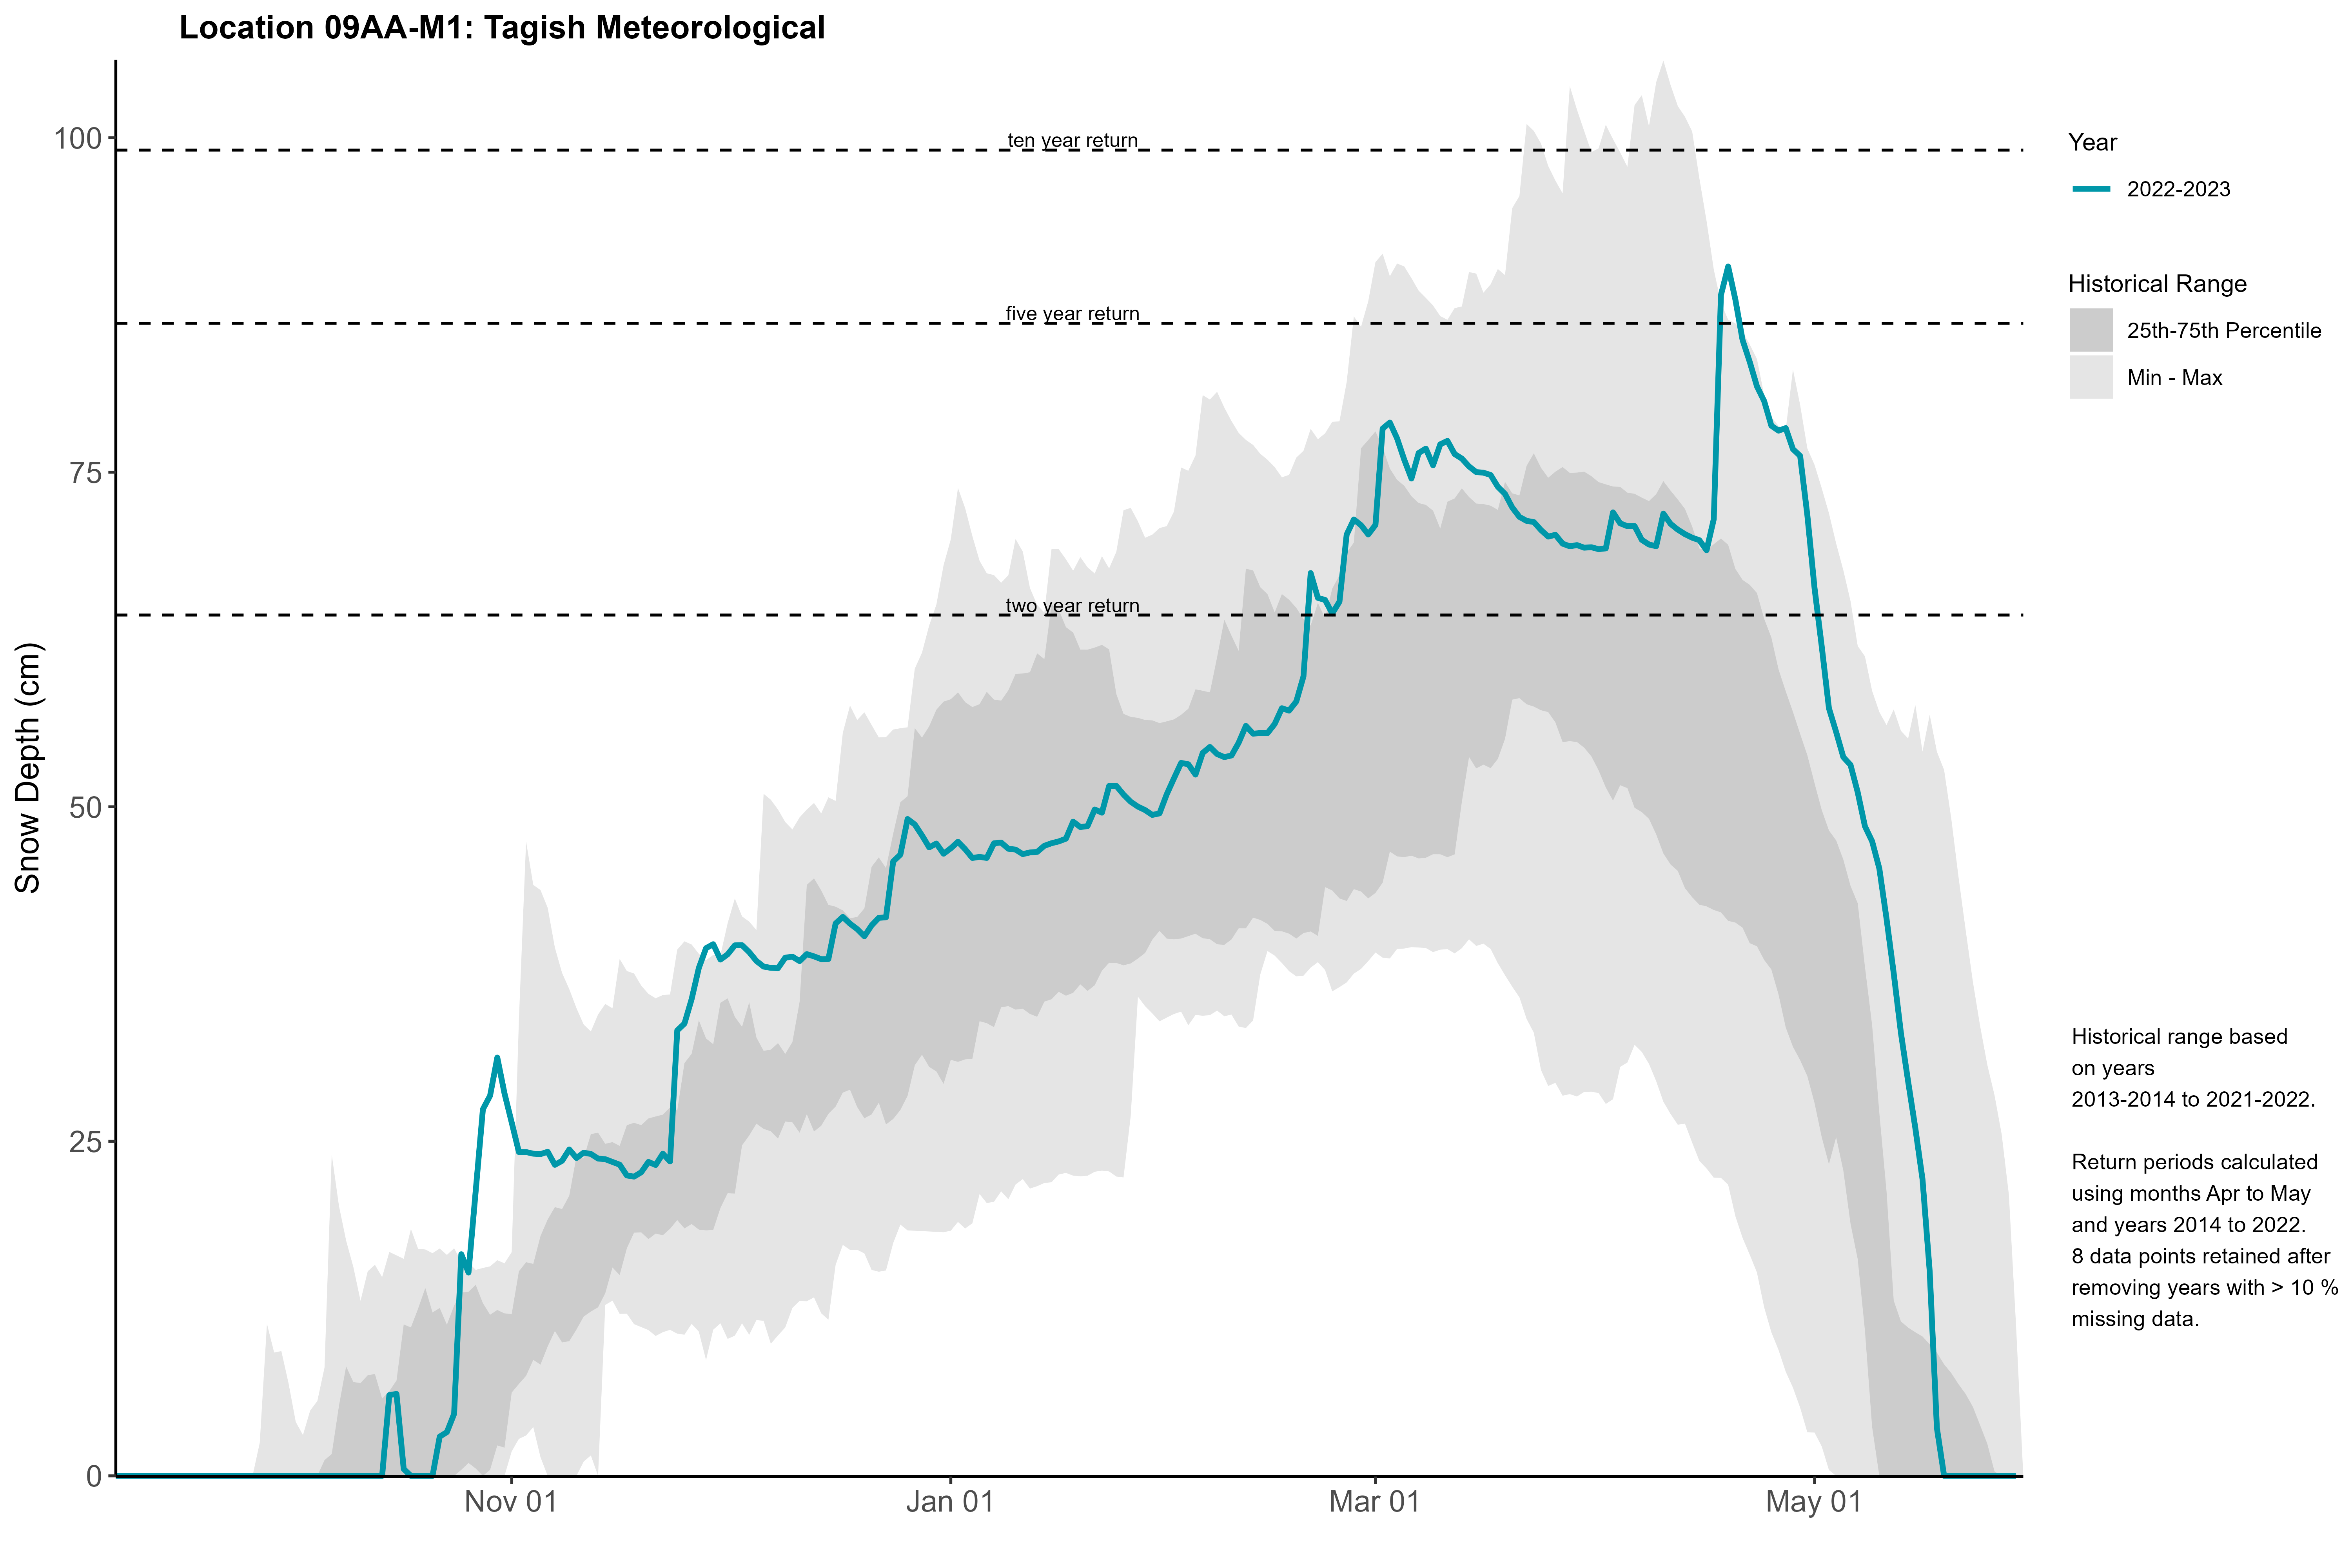 Location 09AA-M1: Tagish Meteorological
Snow Depth (cm)
100
75
50
25
0
ten year return
five year return
two year return
Nov 01
Jan 01
Mar 01
May 01
Year
2022-2023
Historical Range
25th-75th Percentile
Min - Max
Historical range based
on years
2013-2014 to 2021-2022.
Return periods calculated
using months Apr to May
and years 2014 to 2022.
8 data points retained after
removing years with > 10 %
missing data.